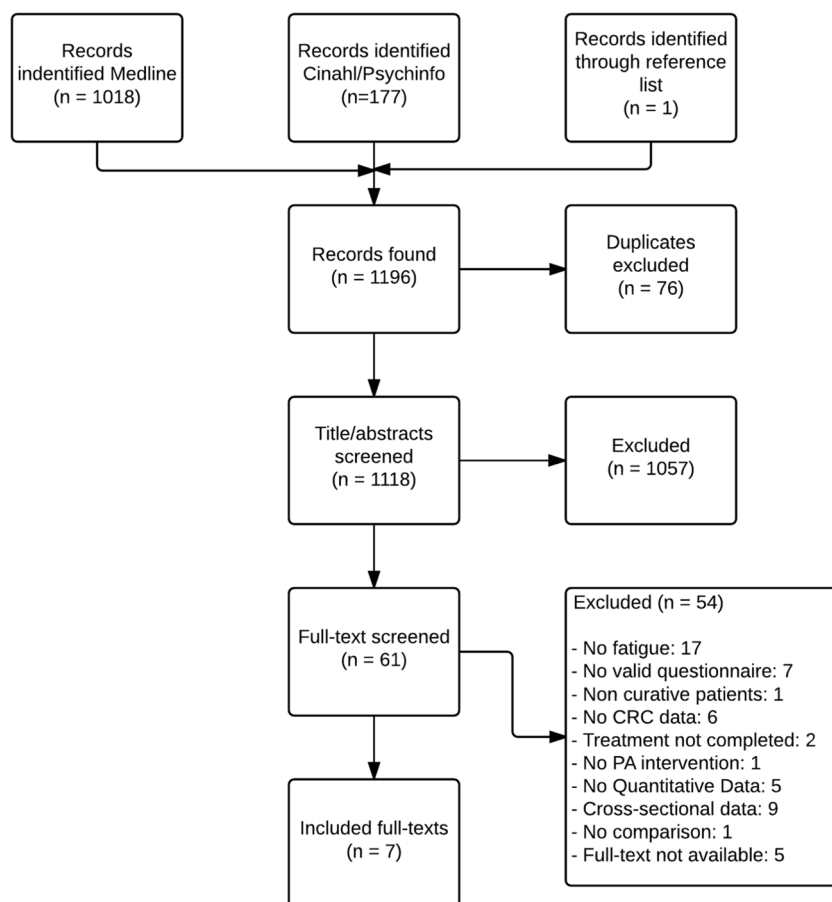 Records
indentified Medline
(n = 1018)
Records identified
Cinahl/Psychinfo
(n=177)
Records identified
through reference
list
(n = 1)
Records found
(n = 1196)
Duplicates
excluded
(n = 76)
Title/abstracts
screened
(n = 1118)
Excluded
(n = 1057)
Full-text screened
(n = 61)
Excluded (n = 54)
- No fatigue: 17
- No valid questionnaire: 7
- Non curative patients: 1
- No CRC data: 6
- Treatment not completed: 2
- No PA intervention: 1
- No Quantitative Data: 5
- Cross-sectional data: 9
- No comparison: 1
- Full-text not available: 5
Included full-texts
(n = 7)